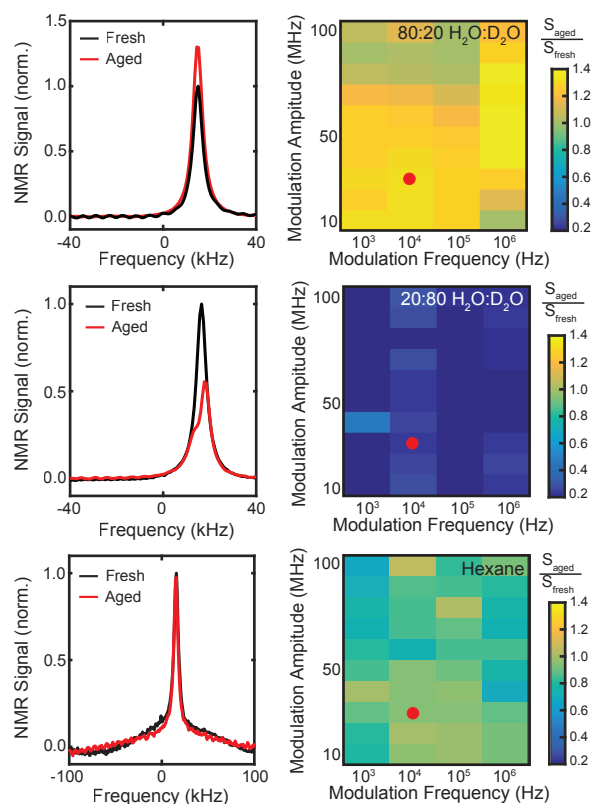 Fresh
Aged
NMR Signal (norm.)
1.5
1.0
0.5
0.0
-40
0
40
Frequency (kHz)
80:20 H2O:D2O
Modulation Ampitude (MHz)
100
50
10
10^3
10^4
10^5
10^6
Modulation Frequency (Hz)
S_aged
S_fresh
1.4
1.2
1.0
0.8
0.6
0.4
0.2
Fresh
Aged
NMR Signal (norm.)
1.0
0.5
0.0
-40
0
40
Frequency (kHz)
20:80 H2O:D2O
Modulation Amplitude (MHz)
100
50
10
10^3
10^4
10^5
10^6
Modulation Frequency (Hz)
S_aged
S_fresh
1.4
1.2
1.0
0.8
0.6
0.4
0.2
Fresh
Aged
NMR Signal (norm.)
1.0
0.5
0.0
-100
0
100
Frequency (kHz)
Hexane
Modulation Amplitude (MHz)
100
50
10
10^3
10^4
10^5
10^6
Modulation Frequency (Hz)
S_aged
S_fresh
1.4
1.2
1.0
0.8
0.6
0.4
0.2